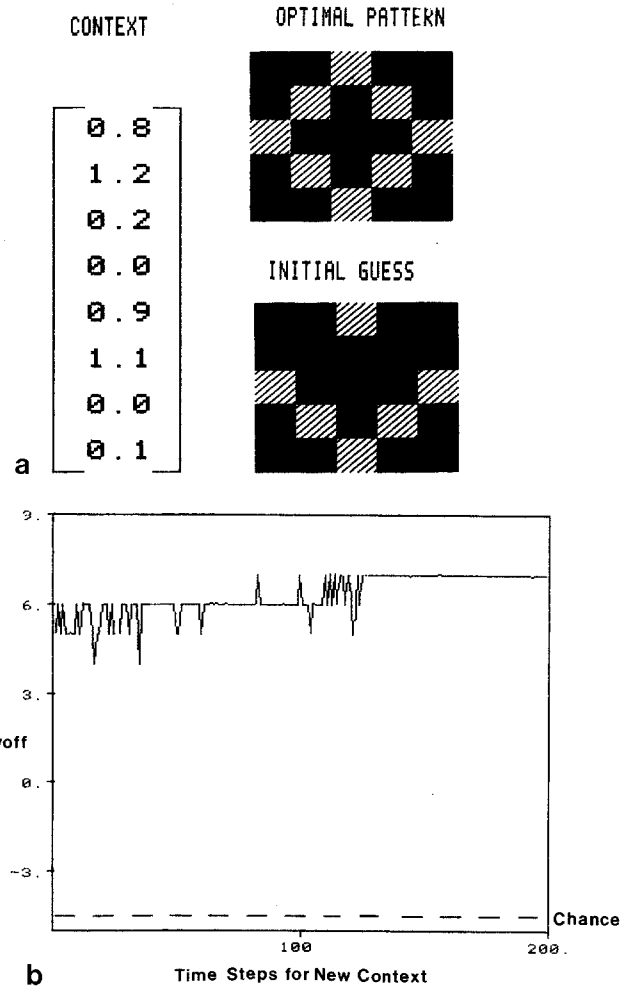 CONTEXT
OPTIMAL PATTERN
0.8
1.2
0.2
0.0
0.9
1.1
0.0
0.1
INITIAL GUESS
a
9.
6.
3.
0.
-3.
yoff
Chance
100
200.
b
Time Steps for New Context